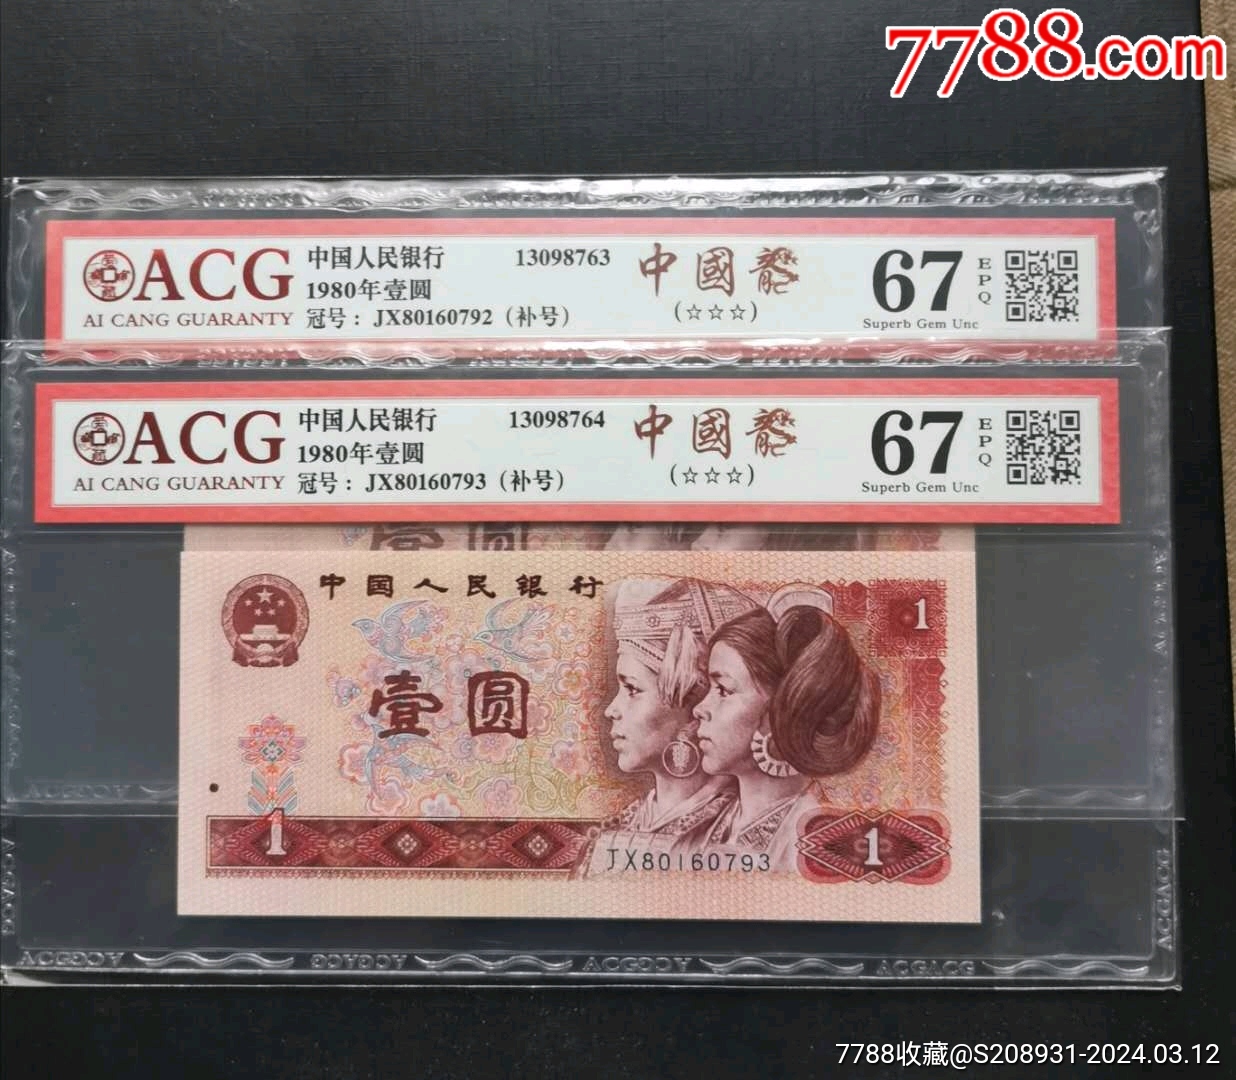 7788.com
ACG
AI CANG GUARANTY
中国人民银行 13098763
1980年壹圆
冠号：JX80160792（补号）
中國龍
(☆☆☆)
67
EPQ
Superb Gem Unc
ACG
AI CANG GUARANTY
中国人民银行 13098764
1980年壹圆
冠号：JX80160793（补号）
中國龍
(☆☆☆)
67
EPQ
Superb Gem Unc
壹圆
中国人民银行
1
壹圆
1
JX80160793
1
7788收藏@S208931-2024.03.12